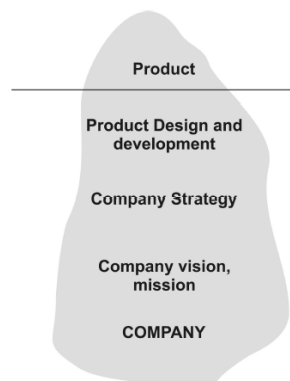 Product
Product Design and
development
Company Strategy
Company vision,
mission
COMPANY